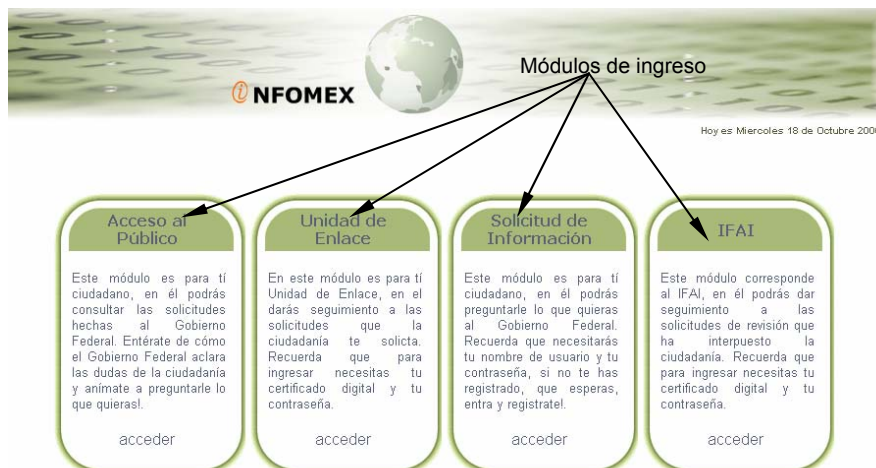 Módulos de ingreso
iNFOMEX
Hoy es Miercoles 18 de Octubre 200
Acceso al
Público
Este módulo es para tí
ciudadano, en él podrás
consultar las solicitudes
hechas al Gobierno
Federal. Entérate de cómo
el Gobierno Federal aclara
las dudas de la ciudadanía
y anímate a preguntarle lo
que quieras!.
acceder
Unidad de
Enlace
En este módulo es para tí
Unidad de Enlace, en el
darás seguimiento a las
solicitudes que la
ciudadanía te solicta.
Recuerda que para
ingresar necesitas tu
certificado digital y tu
contraseña.
acceder
Solicitud de
Información
Este módulo es para tí
ciudadano, en él podrás
preguntarle lo que quieras
al Gobierno Federal.
Recuerda que necesitarás
tu nombre de usuario y tu
contraseña, si no te has
registrado, que esperas,
entra y registrate!.
acceder
IFAI
Este módulo corresponde
al IFAI, en él podrás dar
seguimiento a las
solicitudes de revisión que
ha interpuesto la
ciudadanía. Recuerda que
para ingresar necesitas tu
certificado digital y tu
contraseña.
acceder